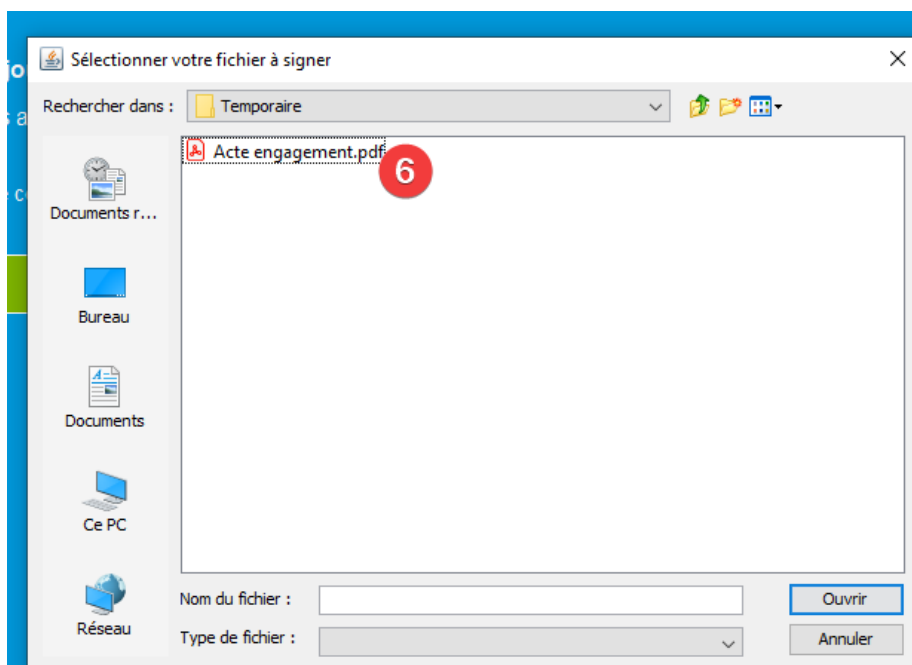 Sélectionner votre fichier à signer
jo
Rechercher dans :
Temporaire
s a
Acte engagement.pdf
6
c
Documents r...
Bureau
Documents
Ce PC
Réseau
Nom du fichier :
Ouvrir
Type de fichier :
Annuler